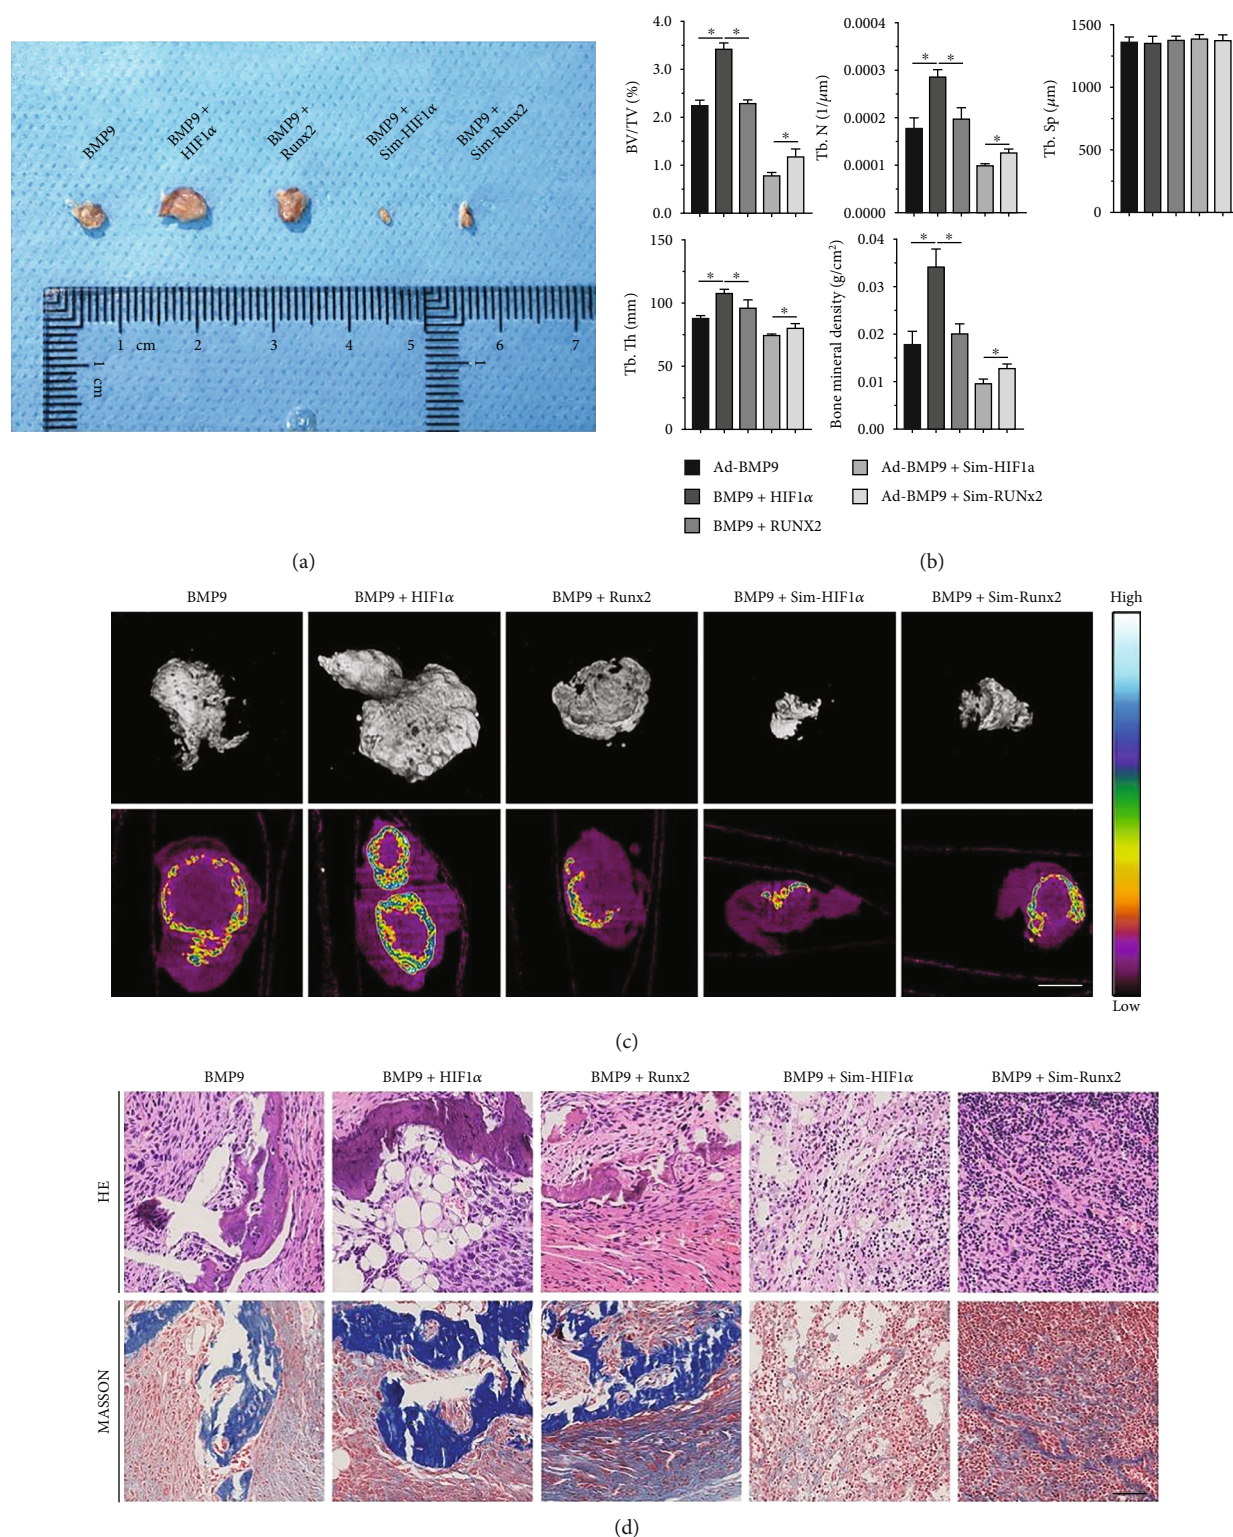 BMP9
BMP9 +
HIF1α
BMP9 +
Runx2
BMP9 +
Sim-HIF1α
BMP9 +
Sim-Runx2
1 cm 2 3 4 5 6 7
1 cm
1
(a)
BV/TV (%)
4.0
3.0
2.0
1.0
0.0
* *
*
Tb. N (1/μm)
0.0004
0.0003
0.0002
0.0001
0.0000
* *
*
Tb. Sp (μm)
1500
1000
500
0
Tb. Th (mm)
150
100
50
0
* *
*
Bone mineral density (g/cm²)
0.04
0.03
0.02
0.01
0.00
* *
*
Ad-BMP9
BMP9 + HIF1α
BMP9 + RUNX2
Ad-BMP9 + Sim-HIF1a
Ad-BMP9 + Sim-RUNx2
(b)
BMP9 BMP9 + HIF1α BMP9 + Runx2 BMP9 + Sim-HIF1α BMP9 + Sim-Runx2
High
Low
(c)
BMP9 BMP9 + HIF1α BMP9 + Runx2 BMP9 + Sim-HIF1α BMP9 + Sim-Runx2
HE
MASSON
(d)